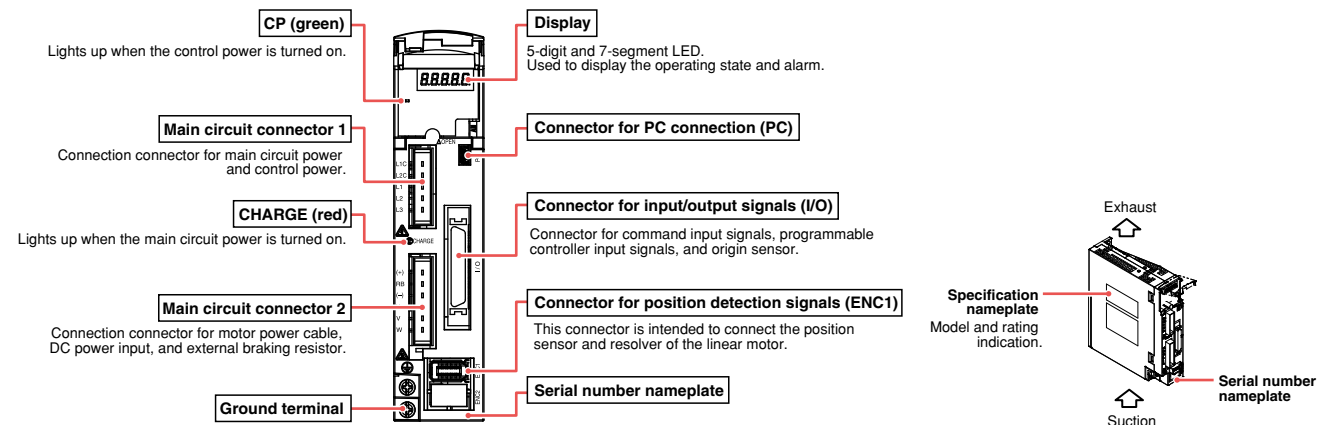 CP (green)
Lights up when the control power is turned on.
Main circuit connector 1
Connection connector for main circuit power
and control power.
CHARGE (red)
Lights up when the main circuit power is turned on.
Main circuit connector 2
Connection connector for motor power cable,
DC power input, and external braking resistor.
Ground terminal
8.8.8.8.
OPEN
L1C
L2C
L1
L2
L3
CHARGE
I/O
(+)
RB
(−)
V
W
ENC2
Display
5-digit and 7-segment LED.
Used to display the operating state and alarm.
Connector for PC connection (PC)
Connector for input/output signals (I/O)
Connector for command input signals, programmable
controller input signals, and origin sensor.
Connector for position detection signals (ENC1)
This connector is intended to connect the position
sensor and resolver of the linear motor.
Serial number nameplate
Exhaust
Specification
nameplate
Model and rating
indication.
Serial number
nameplate
Suction